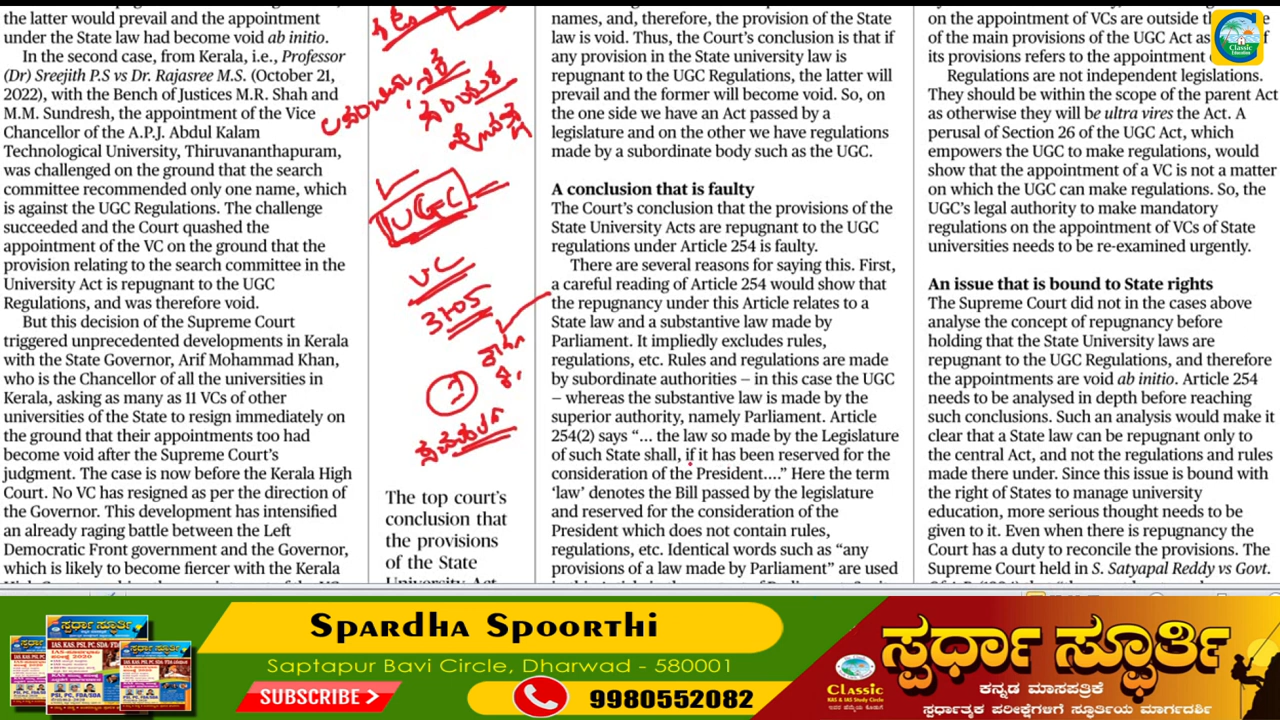 the latter would prevail and the appointment
under the State law had become void ab initio.
In the second case, from Kerala, i.e., Professor
(Dr) Sreejith P.S vs Dr. Rajasree M.S. (October 21,
2022), with the Bench of Justices M.R. Shah and
M.M. Sundresh, the appointment of the Vice
Chancellor of the A.P.J. Abdul Kalam
Technological University, Thiruvananthapuram,
was challenged on the ground that the search
committee recommended only one name, which
is against the UGC Regulations. The challenge
succeeded and the Court quashed the
appointment of the VC on the ground that the
provision relating to the search committee in the
University Act is repugnant to the UGC
Regulations, and was therefore void.
But this decision of the Supreme Court
triggered unprecedented developments in Kerala
with the State Governor, Arif Mohammad Khan,
who is the Chancellor of all the universities in
Kerala, asking as many as 11 VCs of other
universities of the State to resign immediately on
the ground that their appointments too had
become void after the Supreme Court's
judgment. The case is now before the Kerala High
Court. No VC has resigned as per the direction of
the Governor. This development has intensified
an already raging battle between the Left
Democratic Front government and the Governor,
which is likely to become fiercer with the Kerala
UGC
VC
The top court's
conclusion that
the provisions
of the State
University Act
names, and, therefore, the provision of the State
law is void. Thus, the Court's conclusion is that if
any provision in the State university law is
repugnant to the UGC Regulations, the latter will
prevail and the former will become void. So, on
the one side we have an Act passed by a
legislature and on the other we have regulations
made by a subordinate body such as the UGC.
A conclusion that is faulty
The Court's conclusion that the provisions of the
State University Acts are repugnant to the UGC
regulations under Article 254 is faulty.
There are several reasons for saying this. First,
a careful reading of Article 254 would show that
the repugnancy under this Article relates to a
State law and a substantive law made by
Parliament. It impliedly excludes rules,
regulations, etc. Rules and regulations are made
by subordinate authorities – in this case the UGC
– whereas the substantive law is made by the
superior authority, namely Parliament. Article
254(2) says “... the law so made by the Legislature
of such State shall, if it has been reserved for the
consideration of the President....” Here the term
‘law’ denotes the Bill passed by the legislature
and reserved for the consideration of the
President which does not contain rules,
regulations, etc. Identical words such as “any
provisions of a law made by Parliament” are used
on the appointment of VCs are outside
of the main provisions of the UGC Act as
its provisions refers to the appointment
Regulations are not independent legislations.
They should be within the scope of the parent Act
as otherwise they will be ultra vires the Act. A
perusal of Section 26 of the UGC Act, which
empowers the UGC to make regulations, would
show that the appointment of a VC is not a matter
on which the UGC can make regulations. So, the
UGC's legal authority to make mandatory
regulations on the appointment of VCs of State
universities needs to be re-examined urgently.
An issue that is bound to State rights
The Supreme Court did not in the cases above
analyse the concept of repugnancy before
holding that the State University laws are
repugnant to the UGC Regulations, and therefore
the appointments are void ab initio. Article 254
needs to be analysed in depth before reaching
such conclusions. Such an analysis would make it
clear that a State law can be repugnant only to
the central Act, and not the regulations and rules
made there under. Since this issue is bound with
the right of States to manage university
education, more serious thought needs to be
given to it. Even when there is repugnancy the
Court has a duty to reconcile the provisions. The
Supreme Court held in S. Satyapal Reddy vs Govt.
Classic
Education
Spardha Spoorthi
Saptapur Bavi Circle, Dharwad - 580001
SUBSCRIBE >
9980552082
Classic
IAS & KAS Study Circle
ಸ್ಪರ್ಧಾ ಸ್ಫೂರ್ತಿ
ಕನ್ನಡ ಮಾಸಪತ್ರಿಕೆ
ಸ್ಪರ್ಧಾತ್ಮಕ ಪರೀಕ್ಷೆಗಳಿಗೆ ಸ್ಫೂರ್ತಿಯ ಮಾರ್ಗದರ್ಶಿ